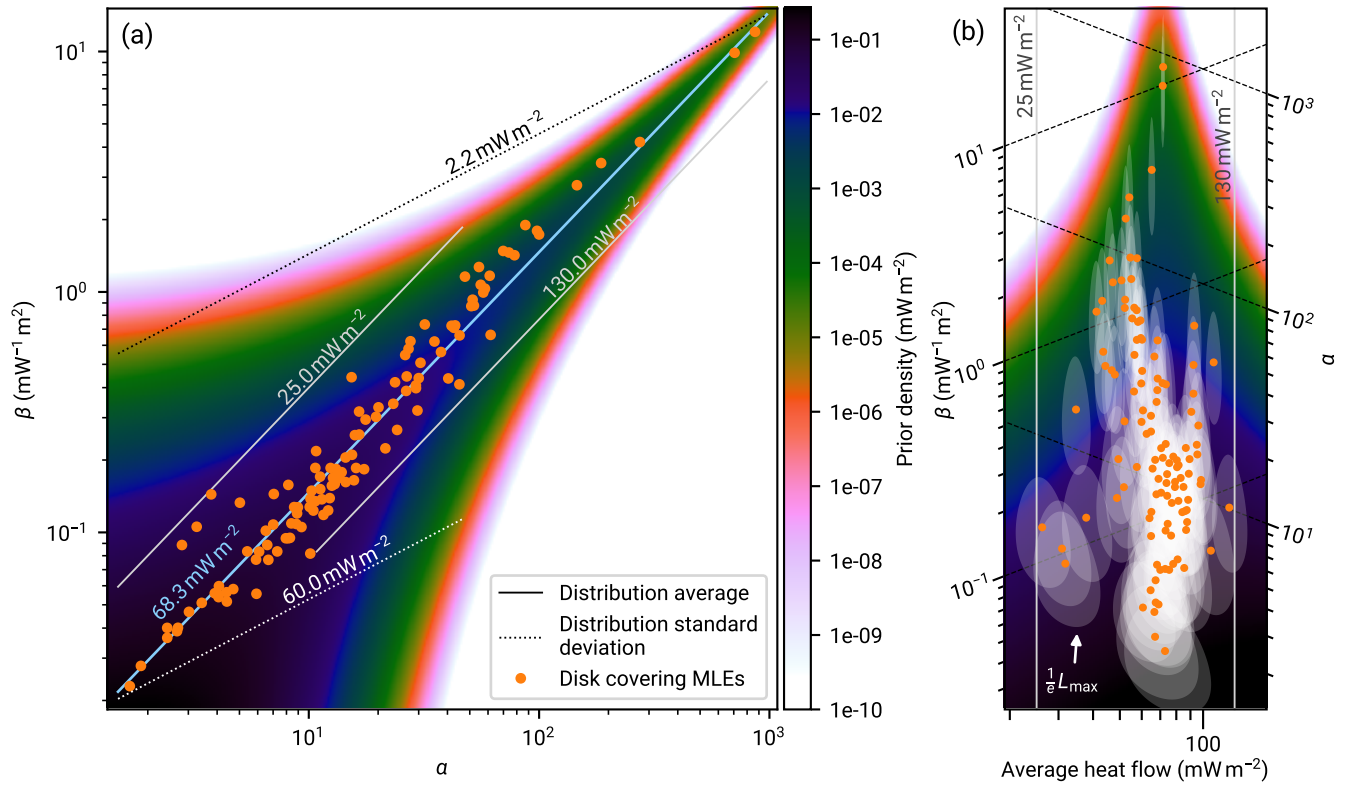 (a)
10¹
10⁰
10⁻¹
β (mW⁻¹ m²)
2.2 mW m⁻²
25.0 mW m⁻²
130.0 mW m⁻²
68.3 mW m⁻²
60.0 mW m⁻²
Distribution average
Distribution standard
deviation
Disk covering MLEs
10¹
10²
10³
α
1e-01
1e-02
1e-03
1e-04
1e-05
1e-06
1e-07
1e-08
1e-09
1e-10
Prior density (mW m⁻²)
(b)
25 mW m⁻²
130 mW m⁻²
10¹
10⁰
10⁻¹
β (mW⁻¹ m²)
10³
10²
10¹
α
1/e L max
100
Average heat flow (mW m⁻²)